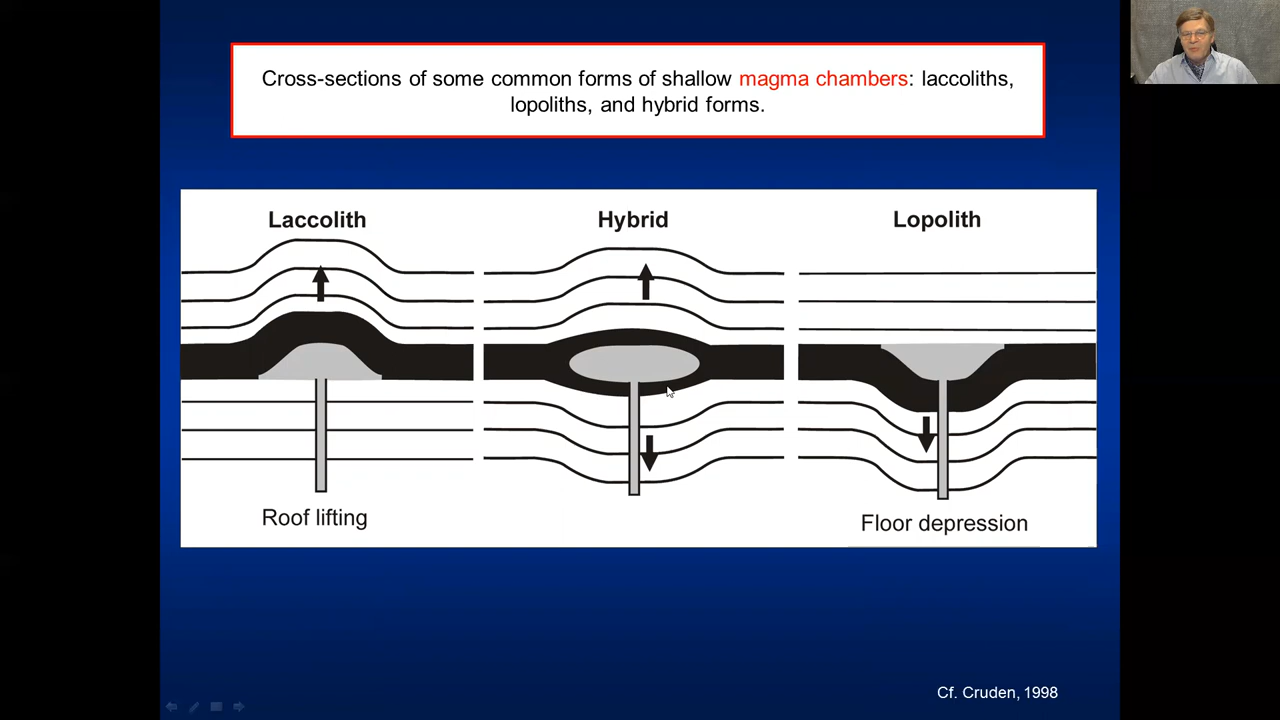 Cross-sections of some common forms of shallow magma chambers: laccoliths,
lopoliths, and hybrid forms.
Laccolith
Hybrid
Lopolith
Roof lifting
Floor depression
Cf. Cruden, 1998